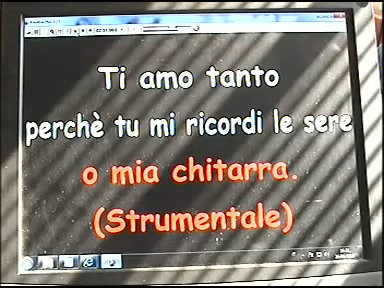 Ti amo tanto
perchè tu mi ricordi le sere
o mia chitarra.
(Strumentale)